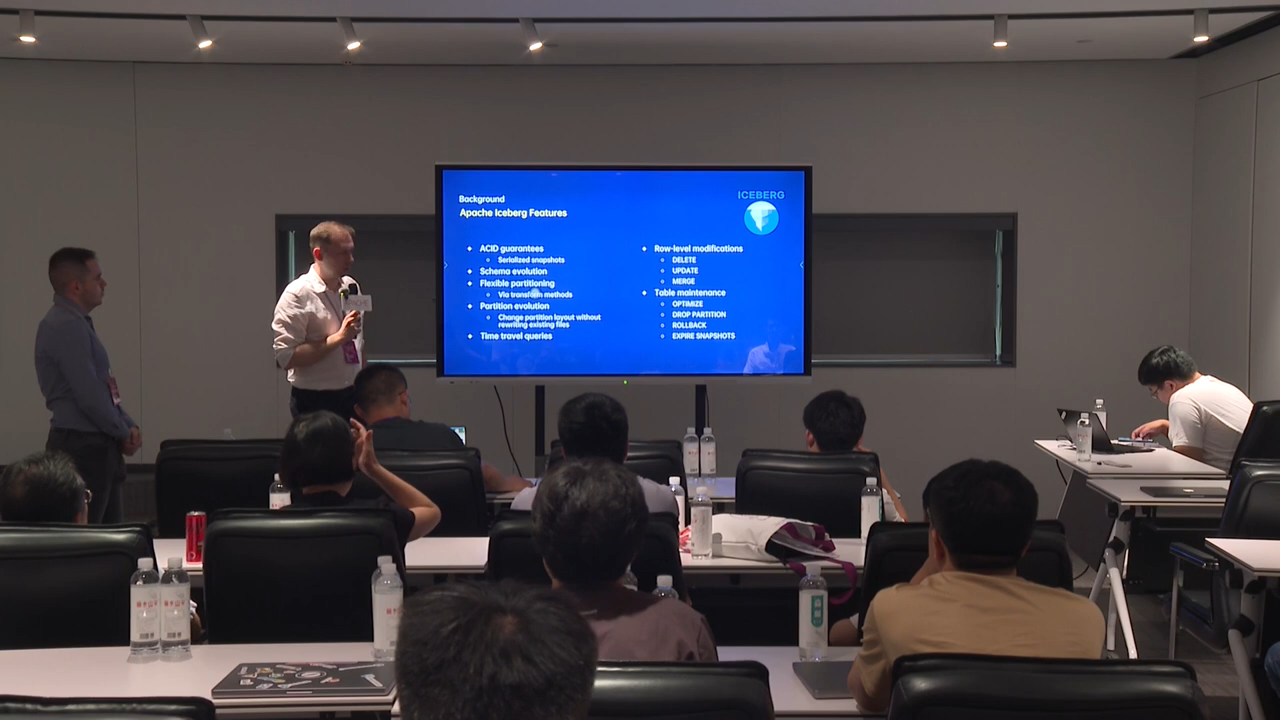 Background
Apache Iceberg Features
ICEBERG
ACID guarantees
Serialized snapshots
Schema evolution
Flexible partitioning
Via transform methods
Partition evolution
Change partition layout without
rewriting existing files
Time travel queries
Row-level modifications
DELETE
UPDATE
MERGE
Table maintenance
OPTIMIZE
DROP PARTITION
ROLLBACK
EXPIRE SNAPSHOTS